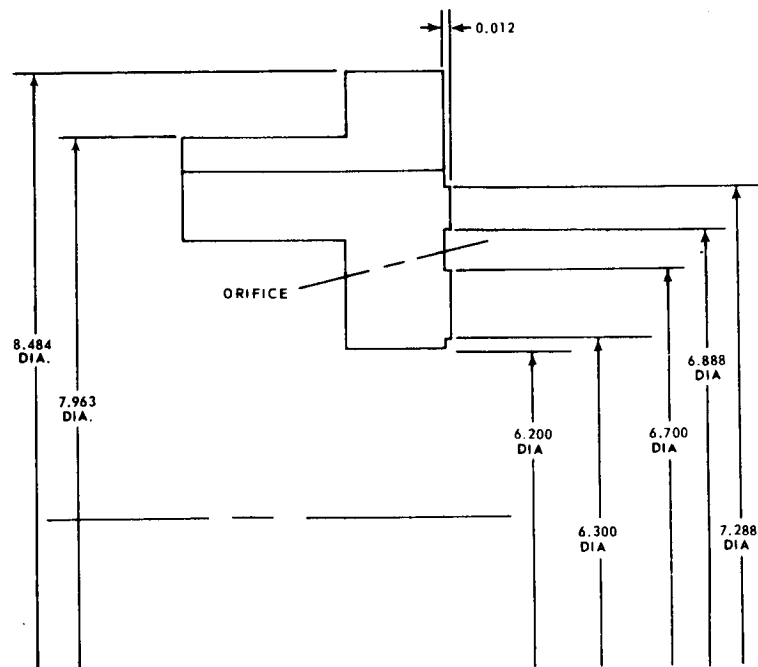 0.012
ORIFICE
8.484
DIA.
7.963
DIA.
6.888
DIA
6.200
DIA
6.700
DIA
6.300
DIA
7.288
DIA